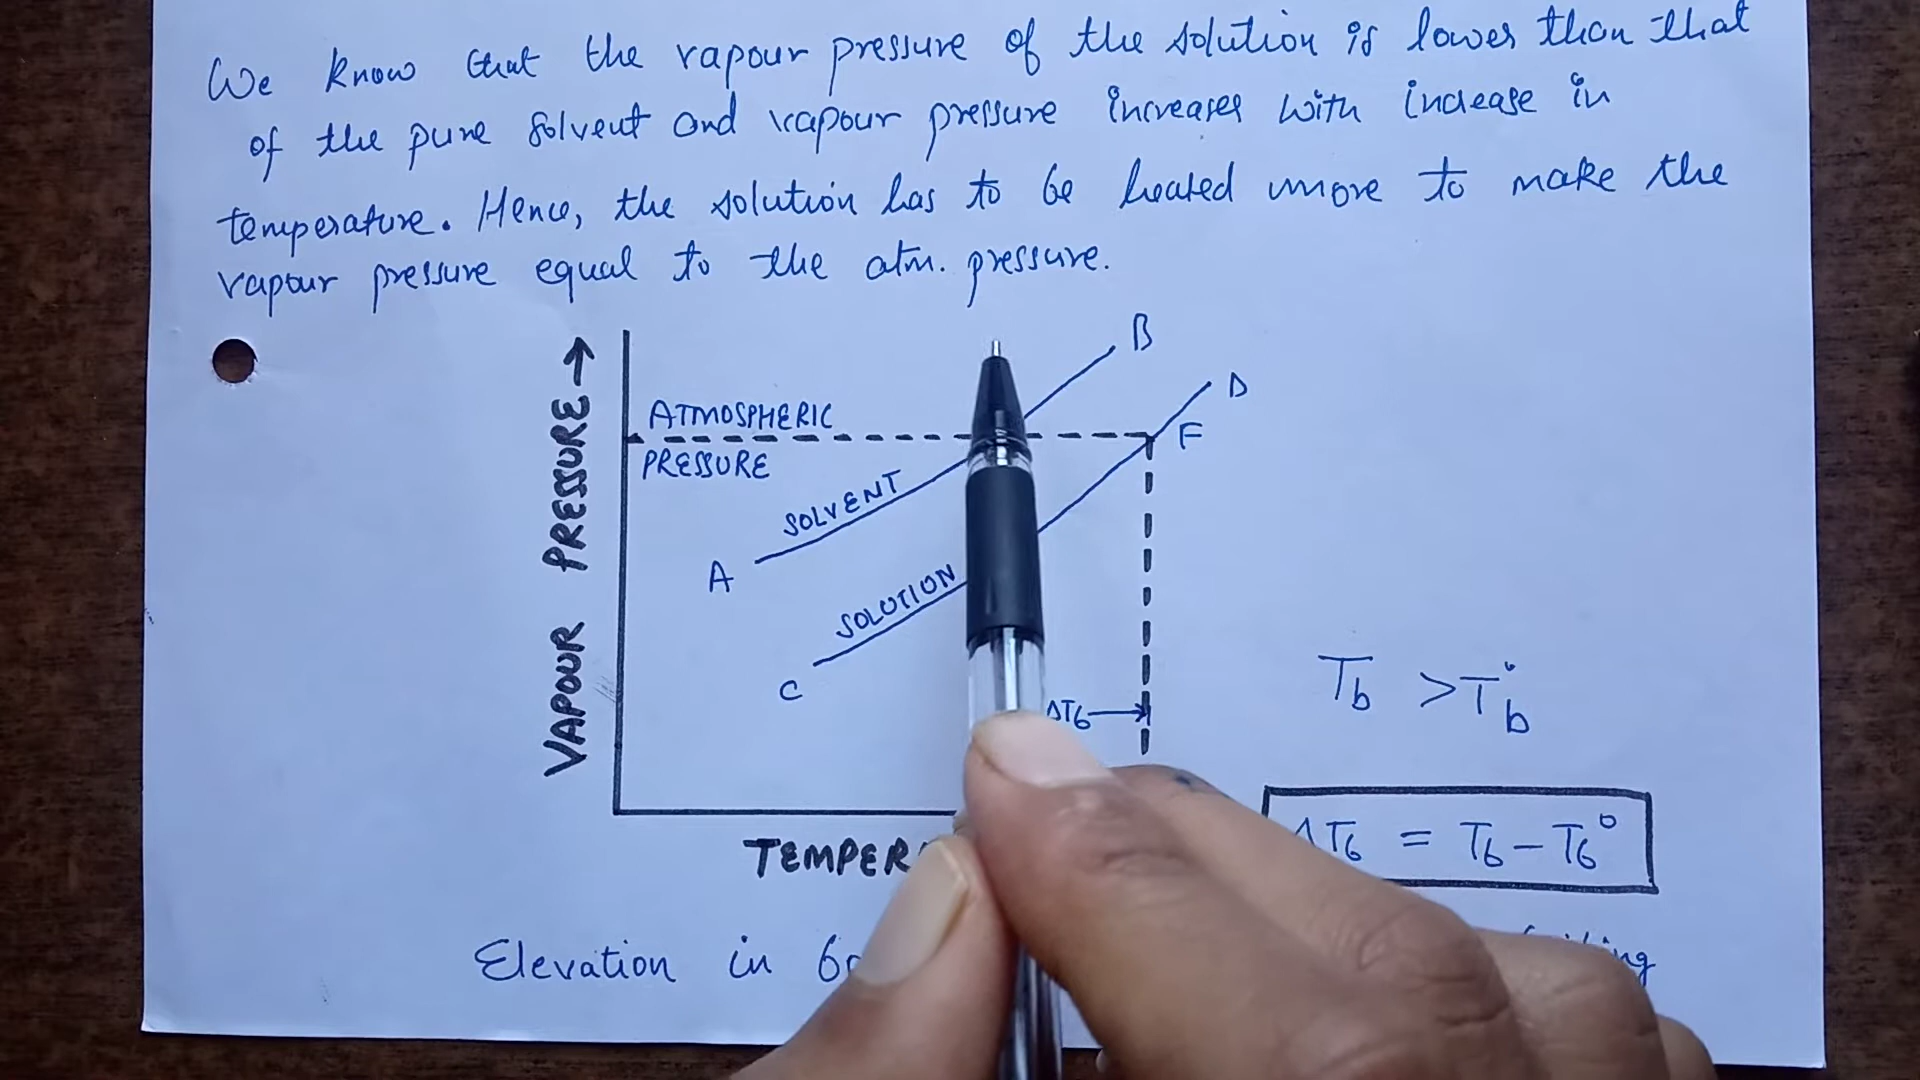 We know that the vapour pressure of the solution is lower than that
of the pure solvent and vapour pressure increases with increase in
temperature. Hence, the solution has to be heated more to make the
vapour pressure equal to the atm. pressure.
VAPOUR PRESSURE →
ATMOSPHERIC
PRESSURE
B
D
F
SOLVENT
A
SOLUTION
C
ΔTb
Tb > T°b
ΔTb = Tb – Tb°
Elevation in